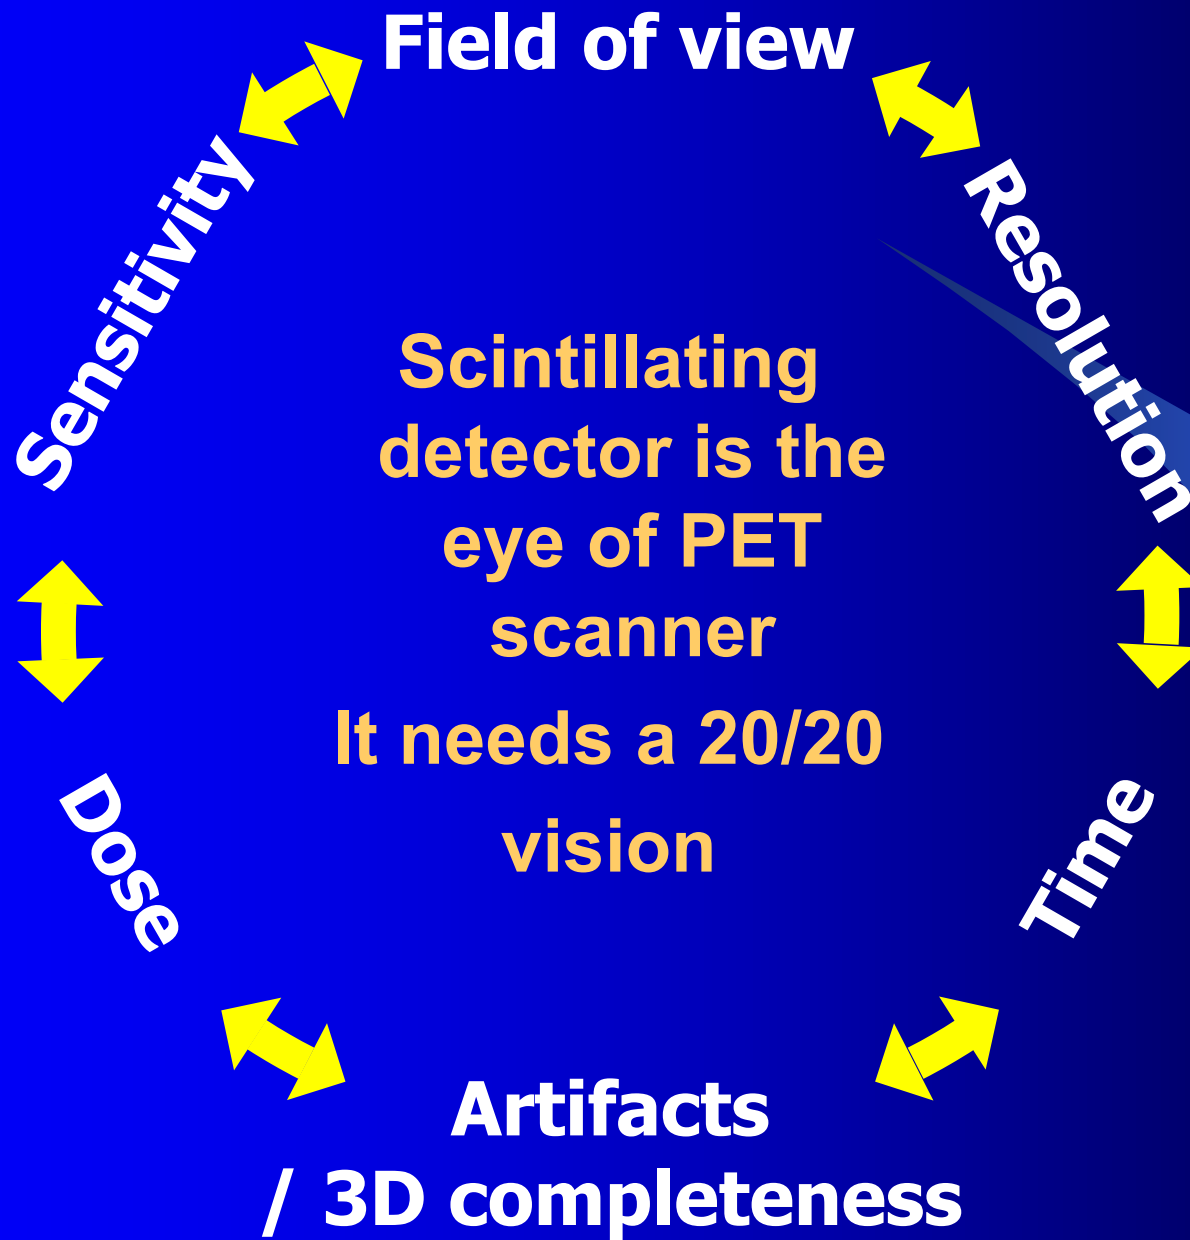 Field of view
Sensitivity
Resolution
Scintillating
detector is the
eye of PET
scanner
It needs a 20/20
vision
Dose
Time
Artifacts
/ 3D completeness